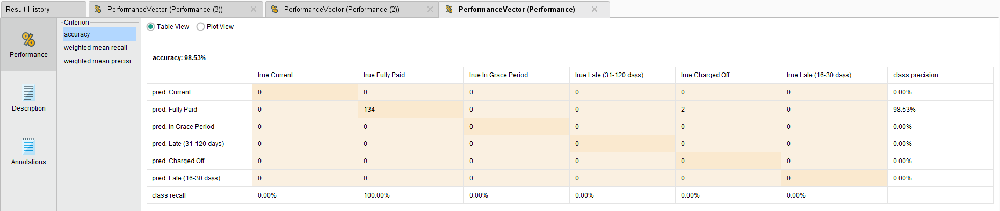 Result History
PerformanceVector (Performance (3))
PerformanceVector (Performance (2))
PerformanceVector (Performance)
Performance
Description
Annotations
Criterion
accuracy
weighted mean recall
weighted mean precisi...
Table View Plot View
accuracy: 98.53%
true Current true Fully Paid true In Grace Period true Late (31-120 days) true Charged Off true Late (16-30 days) class precision
pred. Current 0 0 0 0 0 0 0.00%
pred. Fully Paid 0 134 0 0 2 0 98.53%
pred. In Grace Period 0 0 0 0 0 0 0.00%
pred. Late (31-120 days) 0 0 0 0 0 0 0.00%
pred. Charged Off 0 0 0 0 0 0 0.00%
pred. Late (16-30 days) 0 0 0 0 0 0 0.00%
class recall 0.00% 100.00% 0.00% 0.00% 0.00% 0.00%